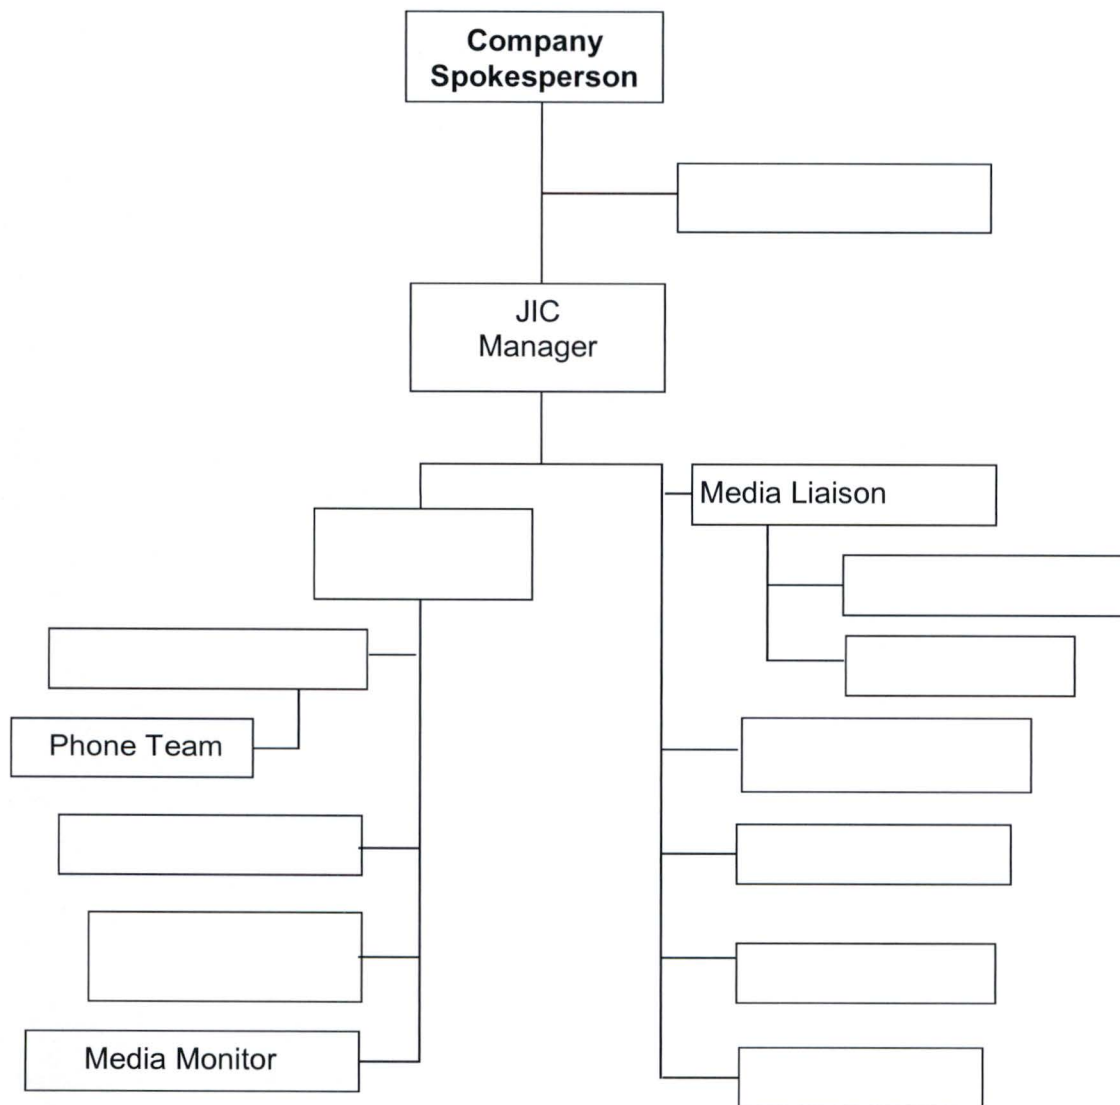 Company
Spokesperson
JIC
Manager
Media Liaison
Phone Team
Media Monitor